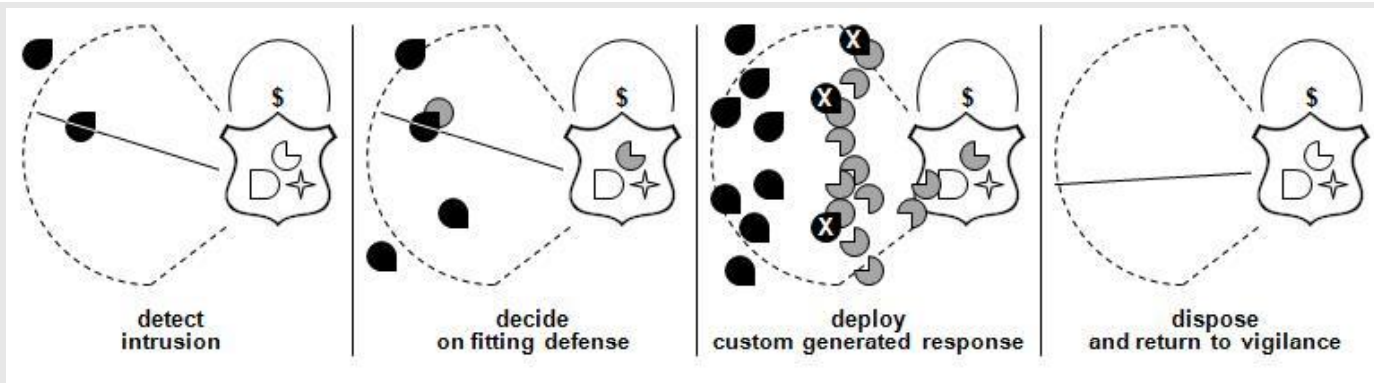 $
detect
intrusion
$
decide
on fitting defense
X
X
X
$
deploy
custom generated response
$
dispose
and return to vigilance